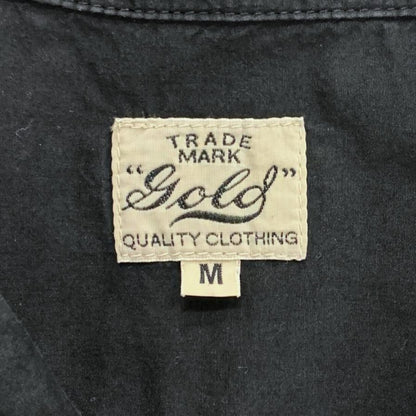 TRADE
MARK
"Gold"
QUALITY CLOTHING
M